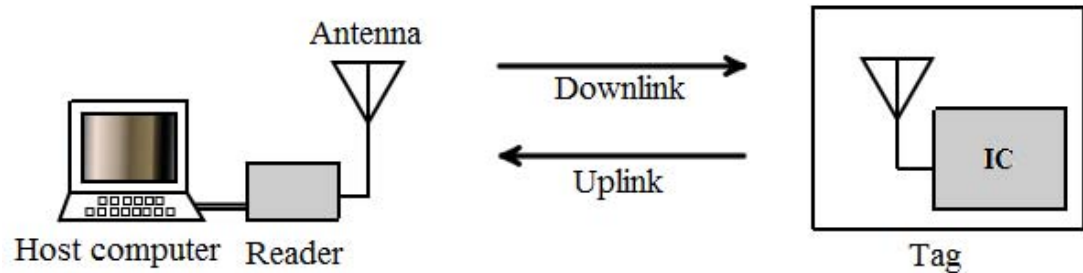 Antenna
Downlink
Uplink
IC
Host computer
Reader
Tag